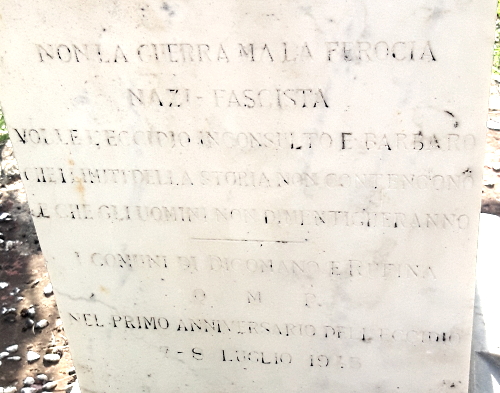 NON LA GUERRA MA LA FEROCIA
NAZI-FASCISTA
VOLLE L'ECCIDIO INCONSULTO E BARBARO
CHE I LIMITI DELLA STORIA NON CONTENGONO
E CHE GLI UOMINI NON DIMENTICHERANNO
I COMUNI DI DICOMANO E RUFINA
Q. M. P.
NEL PRIMO ANNIVERSARIO DELL'ECCIDIO
7-8 LUGLIO 1945